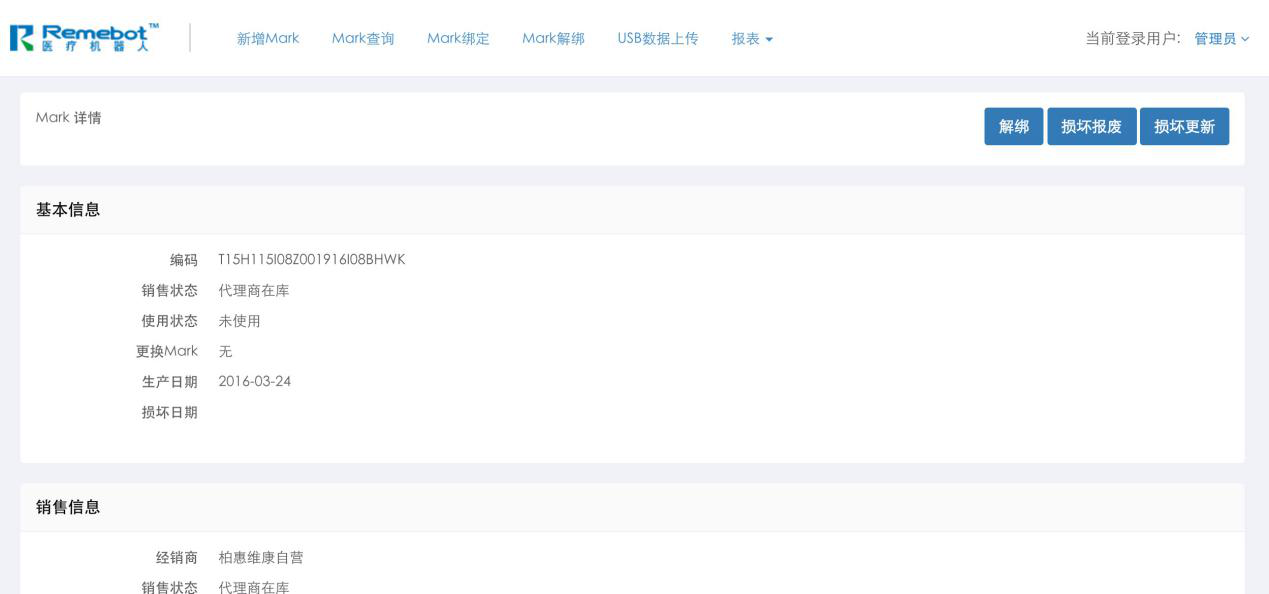 Remebot™
医疗机器人
新增Mark Mark查询 Mark绑定 Mark解绑 USB数据上传 报表 当前登录用户: 管理员
Mark 详情 解绑 损坏报废 损坏更新
基本信息
编码 T15H115I08Z001916I08BHWK
销售状态 代理商在库
使用状态 未使用
更换Mark 无
生产日期 2016-03-24
损坏日期
销售信息
经销商 柏惠维康自营
销售状态 代理商在库